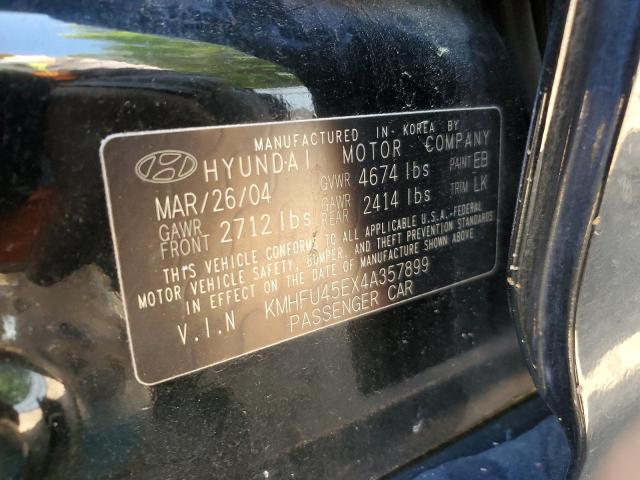 MANUFACTURED IN KOREA BY
HYUNDAI MOTOR COMPANY
MAR/26/04 GVWR 4674 lbs PAINT EB
GAWR FRONT 2712 lbs GAWR REAR 2414 lbs TRIM LK
THIS VEHICLE CONFORMS TO ALL APPLICABLE U.S.A. FEDERAL
MOTOR VEHICLE SAFETY, BUMPER, AND THEFT PREVENTION STANDARDS
IN EFFECT ON THE DATE OF MANUFACTURE SHOWN ABOVE
V.I.N KMHFU45EX4A357899
PASSENGER CAR